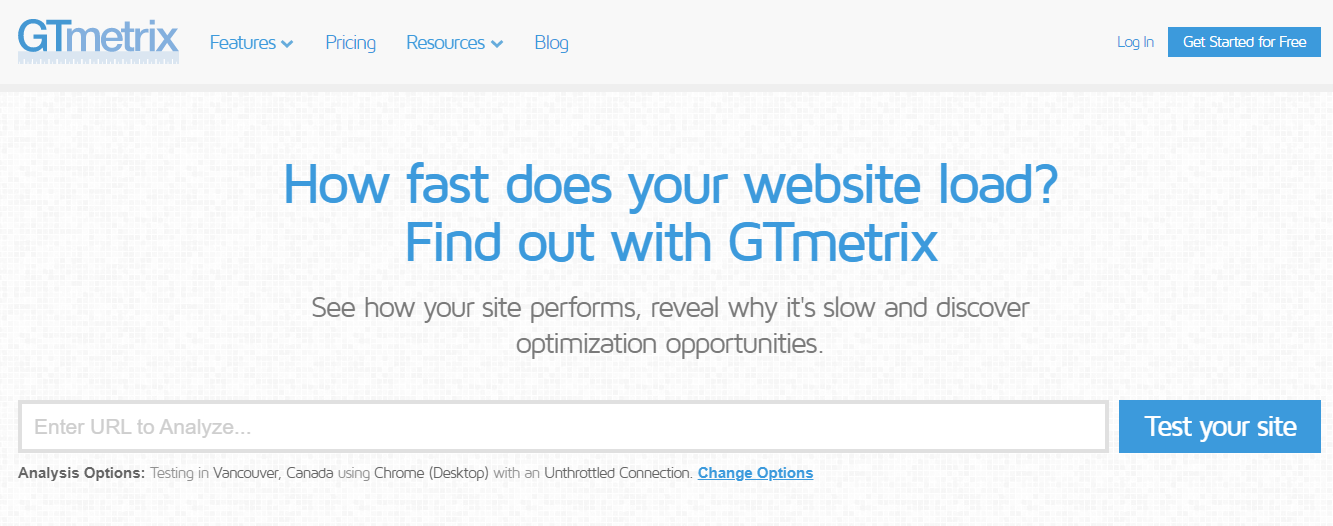 GTmetrix Features Pricing Resources Blog Log In Get Started for Free
How fast does your website load?
Find out with GTmetrix
See how your site performs, reveal why it's slow and discover
optimization opportunities.
Enter URL to Analyze... Test your site
Analysis Options: Testing in Vancouver, Canada using Chrome (Desktop) with an Unthrottled Connection. Change Options